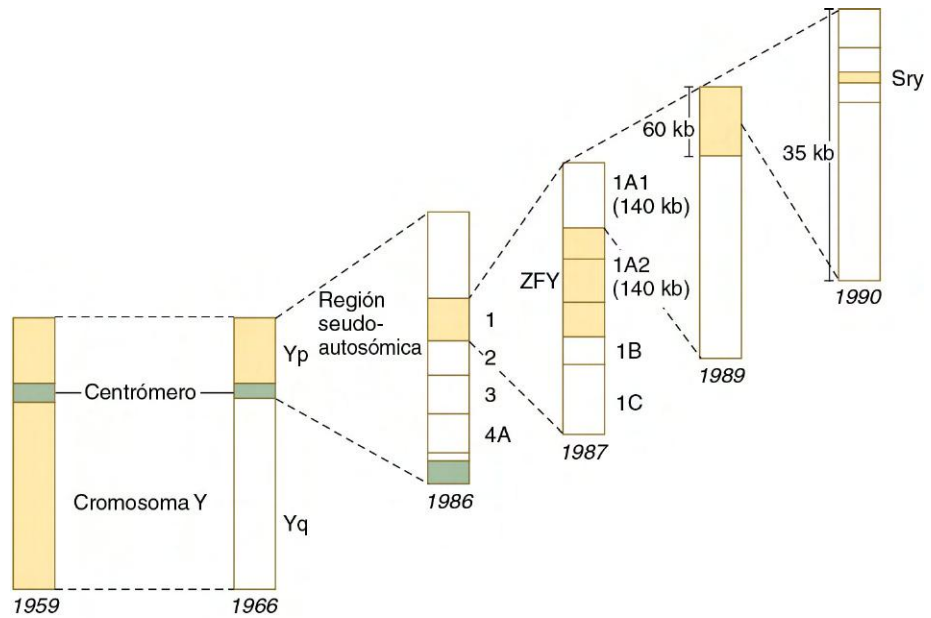 Sry
60 kb
35 kb
1A1
(140 kb)
ZFY
1A2
(140 kb)
1990
Región
seudo-
autosómica
1
Yp
2
1B
1989
Centrómero
3
1C
4A
1987
Cromosoma Y
1986
Yq
1959
1966